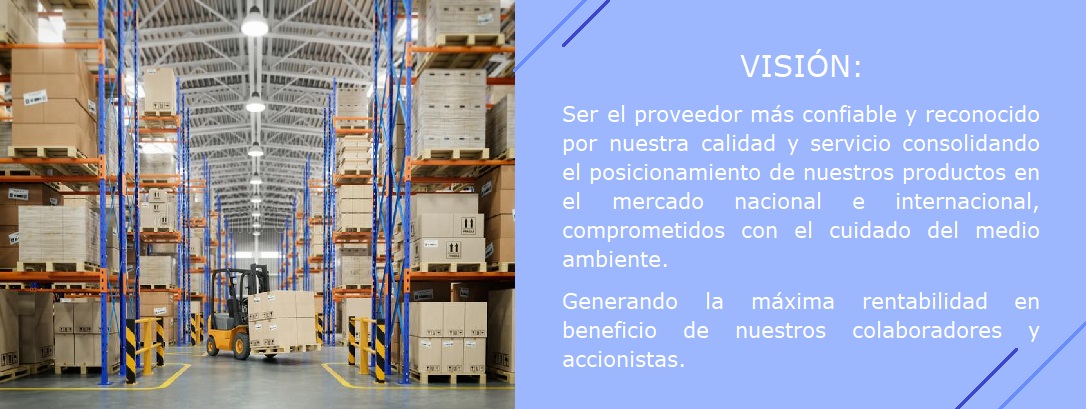 VISIÓN:
Ser el proveedor más confiable y reconocido
por nuestra calidad y servicio consolidando
el posicionamiento de nuestros productos en
el mercado nacional e internacional,
comprometidos con el cuidado del medio
ambiente.
Generando la máxima rentabilidad en
beneficio de nuestros colaboradores y
accionistas.